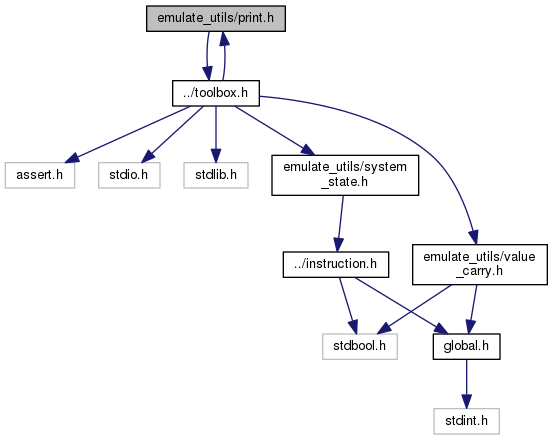 emulate_utils/print.h
../toolbox.h
assert.h
stdio.h
stdlib.h
emulate_utils/system
_state.h
../instruction.h
emulate_utils/value
_carry.h
stdbool.h
global.h
stdint.h